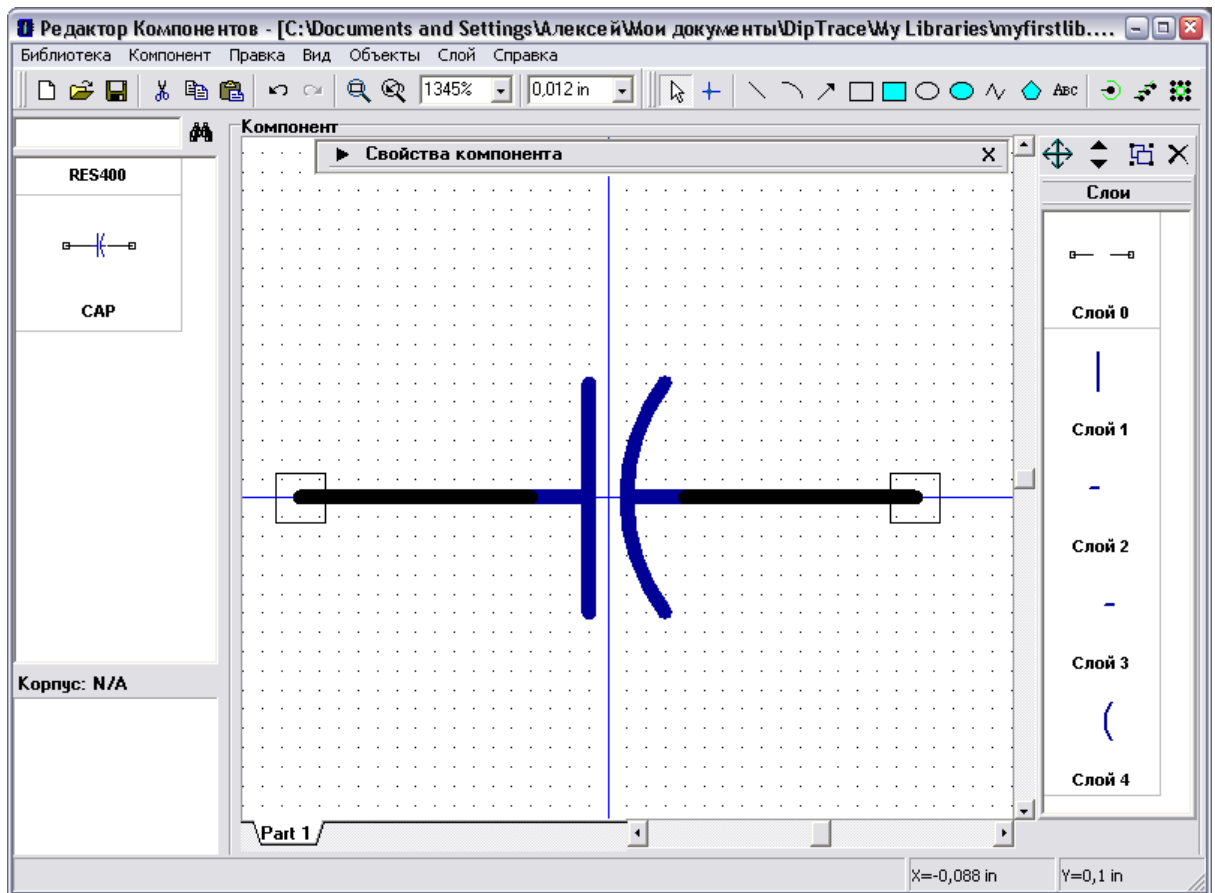 Редактор Компонентов - [C:\Documents and Settings\Алексей\Мои документы\DipTrace\My Libraries\myfirstlib....
Библиотека Компонент Правка Вид Объекты Слой Справка
1345% 0,012 in ABC
Компонент
Свойства компонента X
RES400
CAP
Слои
Слой 0
Слой 1
Слой 2
Слой 3
Слой 4
Корпус: N/A
Part 1
X=-0,088 in Y=0,1 in